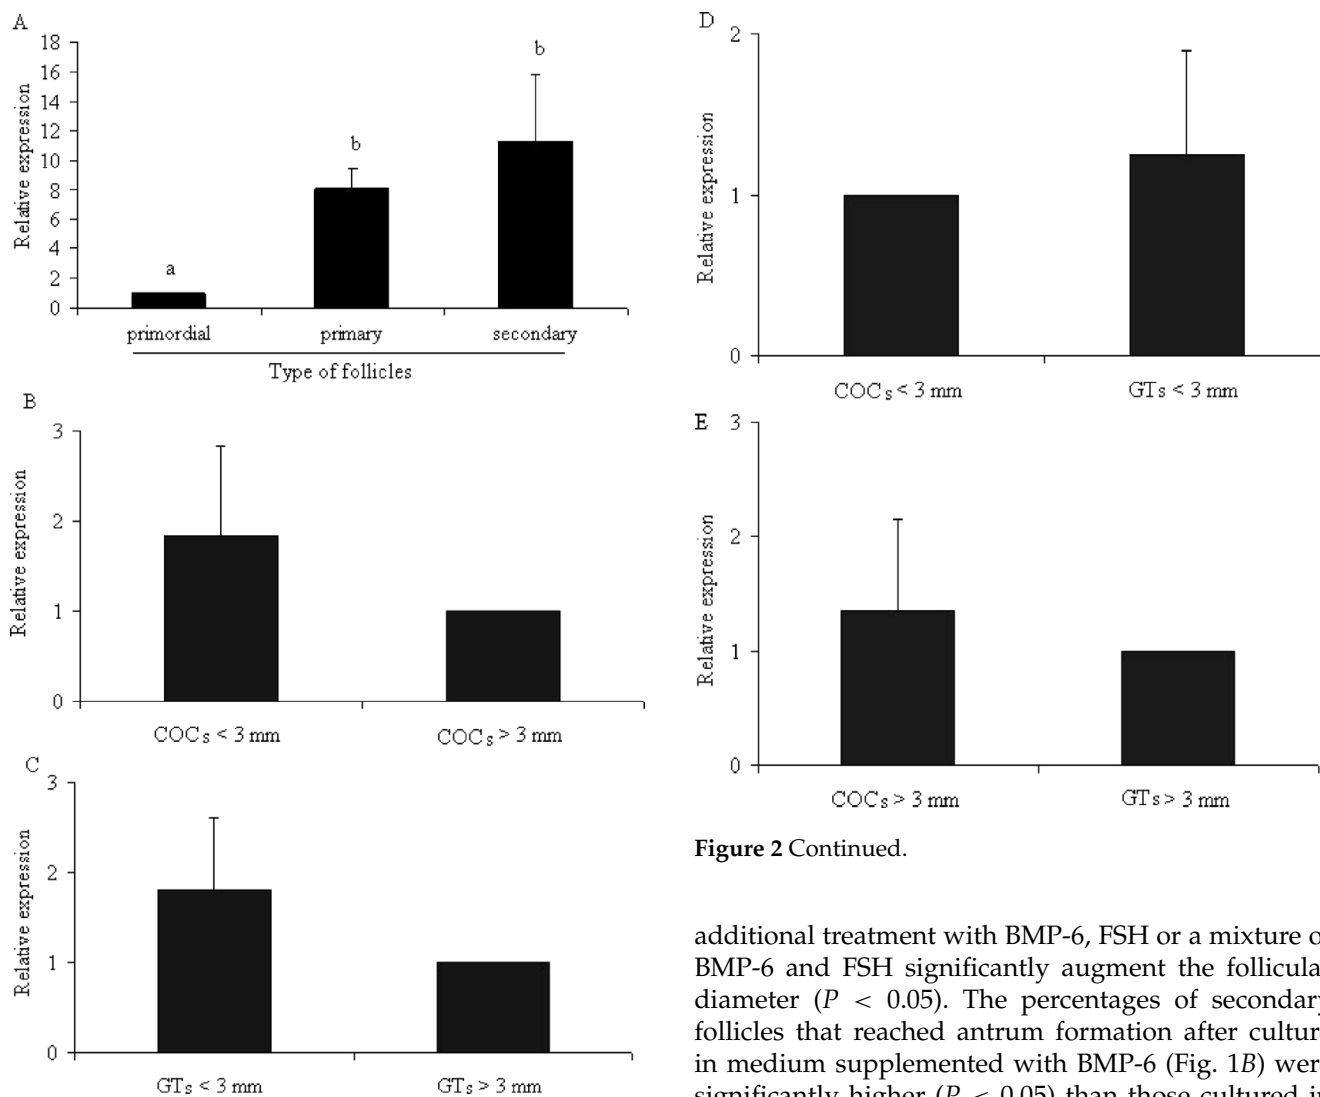 A
18
16
14
12
10
8
6
4
2
0
Relative expression
a
b
b
primordial primary secondary
Type of follicles
B
3
2
1
0
Relative expression
COCs < 3 mm COCs > 3 mm
C
3
2
1
0
Relative expression
GTs < 3 mm GTs > 3 mm
D
2
1
0
Relative expression
COCs < 3 mm GTs < 3 mm
E
3
2
1
0
Relative expression
COCs > 3 mm GTs > 3 mm
Figure 2 Continued.
additional treatment with BMP-6, FSH or a mixture o
BMP-6 and FSH significantly augment the follicula
diameter (P < 0.05). The percentages of secondary
follicles that reached antrum formation after cultur
in medium supplemented with BMP-6 (Fig. 1B) were
significantly higher (P < 0.05) than those cultured in